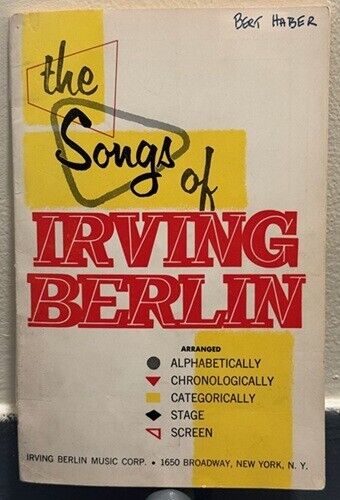 BERT HABER
the
Songs
of
IRVING
BERLIN
ARRANGED
ALPHABETICALLY
CHRONOLOGICALLY
CATEGORICALLY
STAGE
SCREEN
IRVING BERLIN MUSIC CORP. • 1650 BROADWAY, NEW YORK, N. Y.